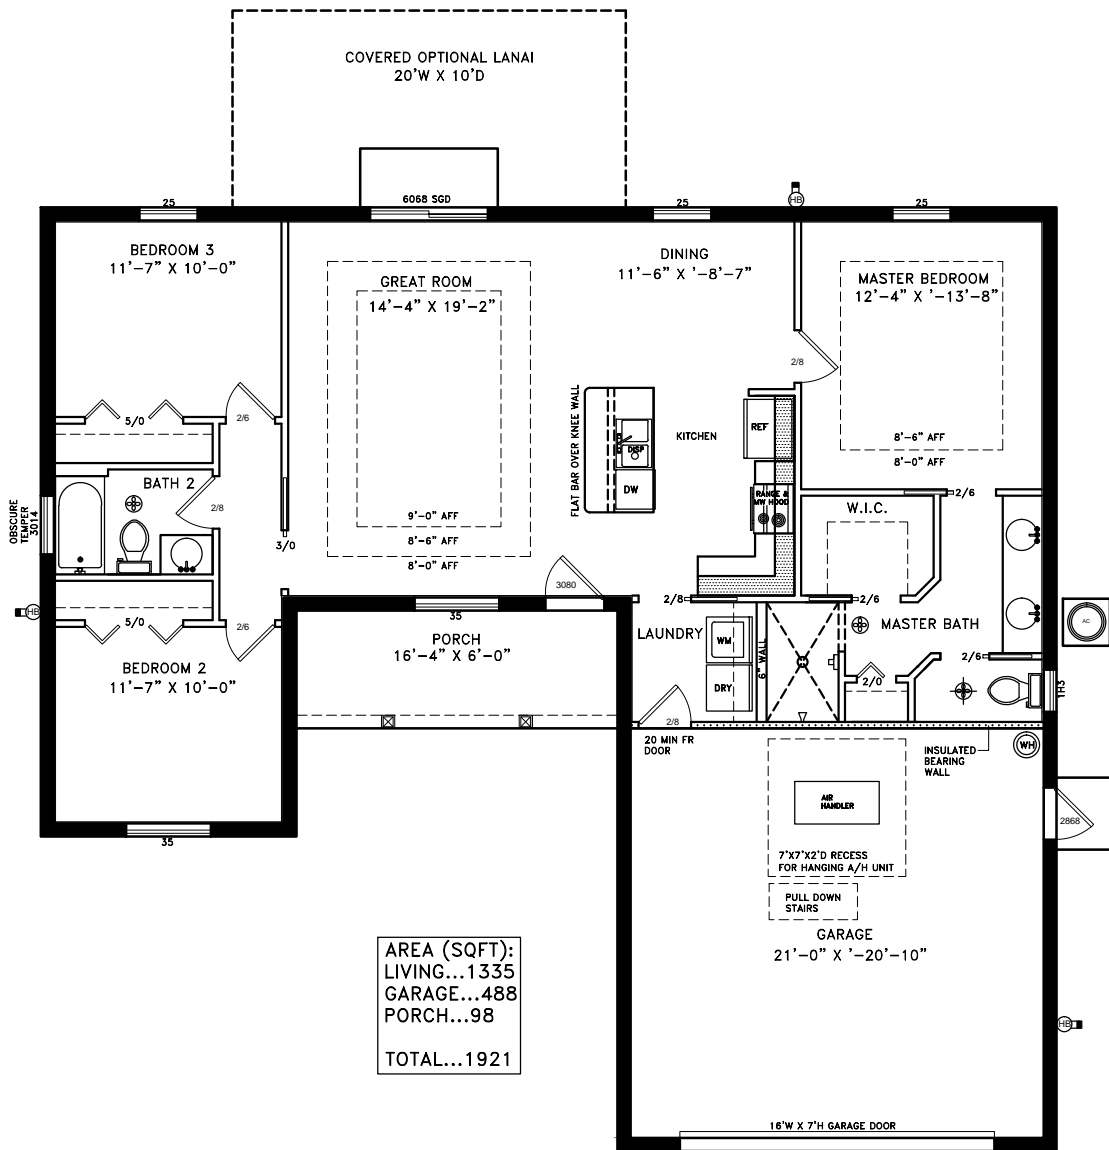 COVERED OPTIONAL LANAI
20'W X 10'D
6068 SGD
25
25
25
HB
BEDROOM 3
11'-7" X 10'-0"
GREAT ROOM
14'-4" X 19'-2"
DINING
11'-6" X '-8'-7"
MASTER BEDROOM
12'-4" X '-13'-8"
2/8
5/0
2/6
FLAT BAR OVER KNEE WALL
KITCHEN
REF
DISP
DW
RANGE &
MW HOOD
8'-6" AFF
8'-0" AFF
2/6
W.I.C.
BATH 2
2/8
OBSCURE
TEMPER
3014
3/0
9'-0" AFF
8'-6" AFF
8'-0" AFF
3080
35
HB
5/0
2/6
BEDROOM 2
11'-7" X 10'-0"
35
PORCH
16'-4" X 6'-0"
2/8
2/6
LAUNDRY
WM
DRY
6" WALL
MASTER BATH
2/6
2/0
AC
1H3
2/8
20 MIN FR
DOOR
INSULATED
BEARING
WALL
WH
2868
AIR
HANDLER
7'X7'X2'D RECESS
FOR HANGING A/H UNIT
PULL DOWN
STAIRS
GARAGE
21'-0" X '-20'-10"
AREA (SQFT):
LIVING...1335
GARAGE...488
PORCH...98
TOTAL...1921
HB
16'W X 7'H GARAGE DOOR